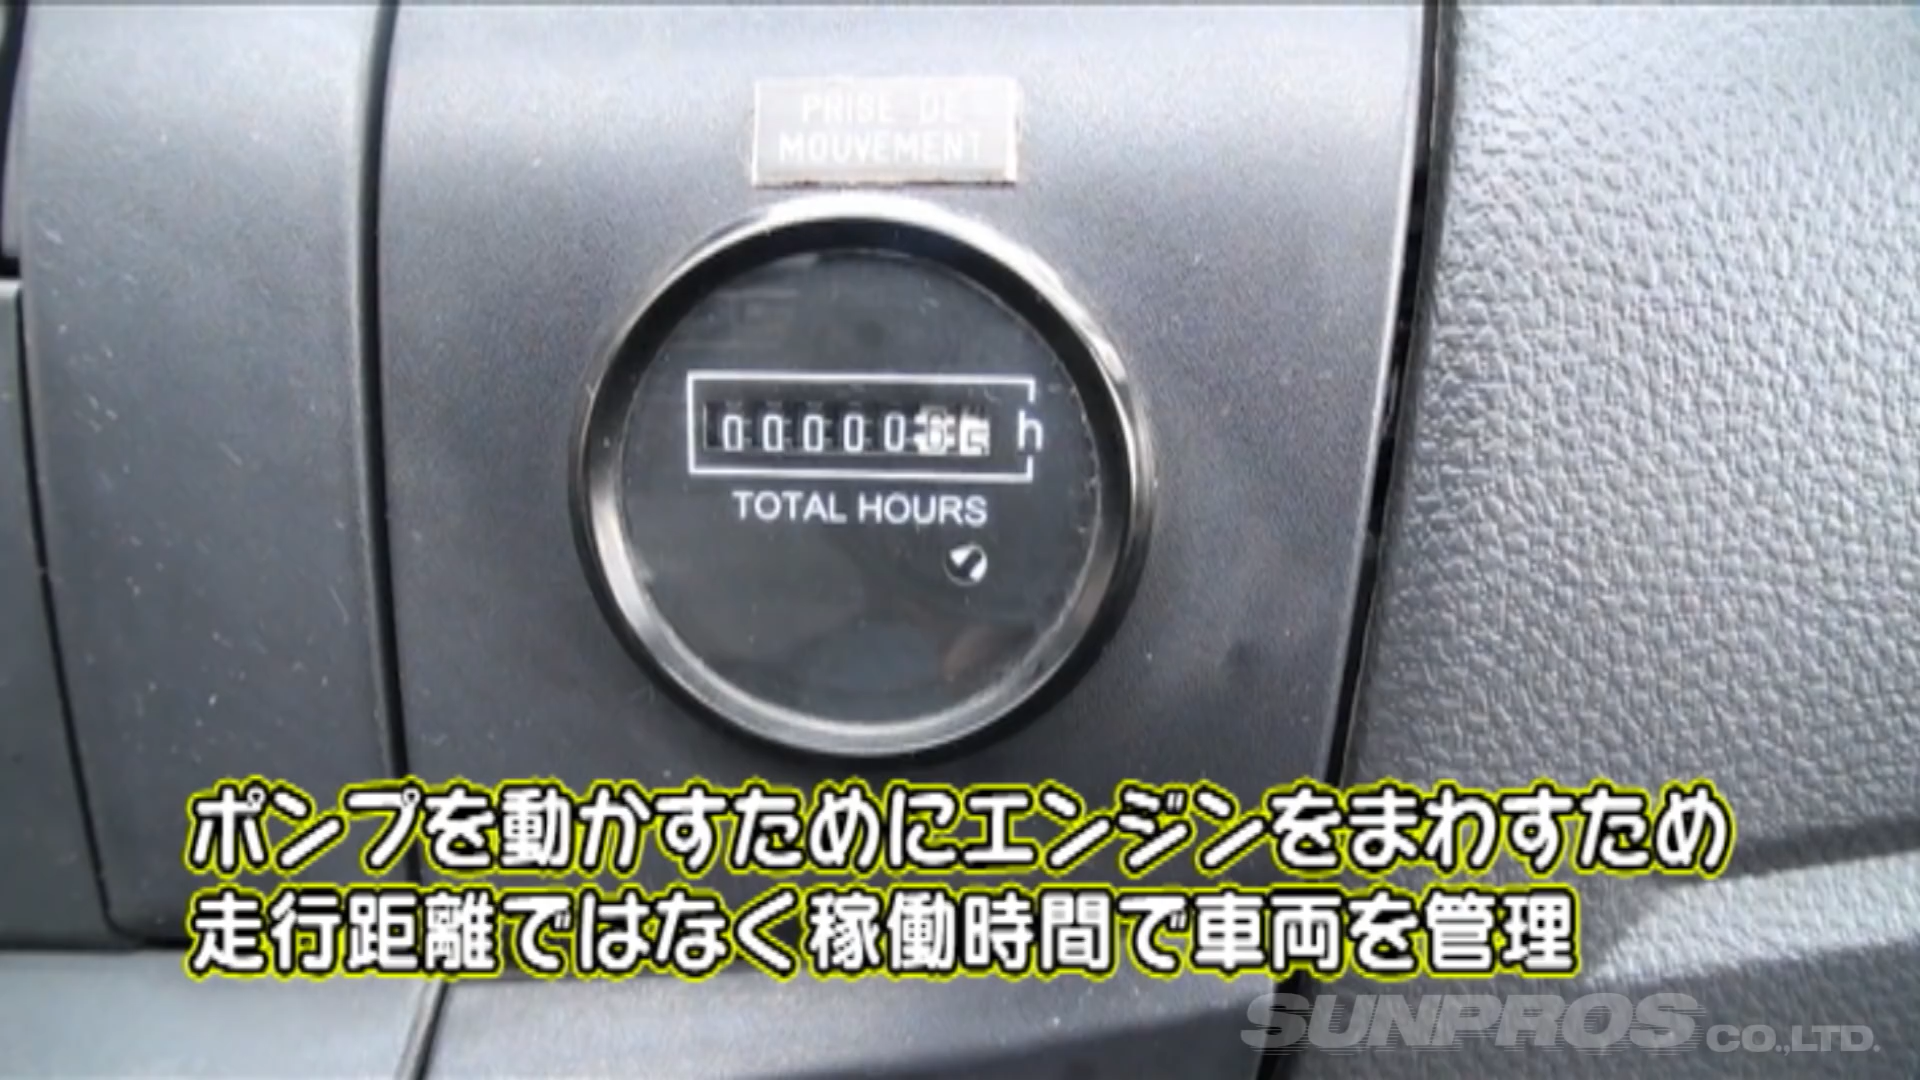 PRISE DE
MOUVEMENT
00000 h
TOTAL HOURS
ポンプを動かすためにエンジンをまわすため
走行距離ではなく稼働時間で車両を管理
SUNPROS CO.,LTD.